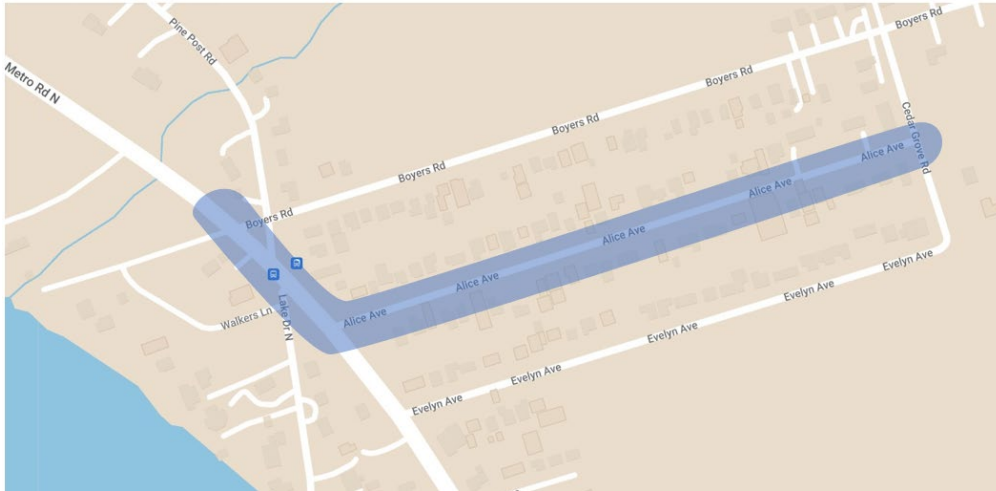 Pine Post Rd
Boyers Rd
Metro Rd N
Boyers Rd
Boyers Rd
Cedar Grove Rd
Boyers Rd
Alice Ave
Alice Ave
Boyers Rd
Alice Ave
Evelyn Ave
Alice Ave
Evelyn Ave
Lake Dr N
Walkers Ln
Alice Ave
Evelyn Ave
Evelyn Ave
Evelyn Ave